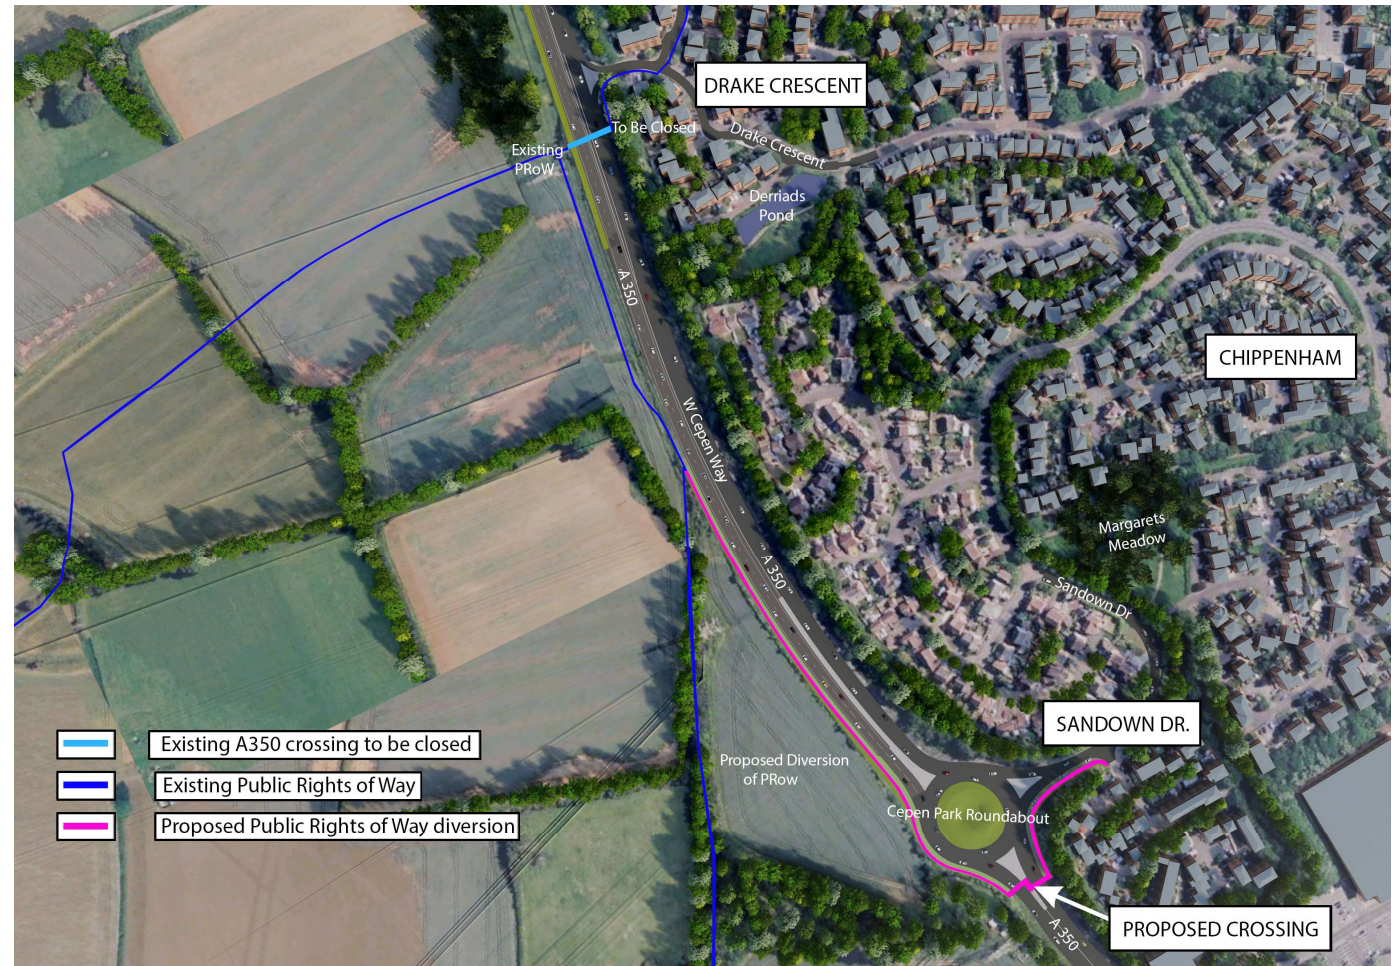 DRAKE CRESCENT
To Be Closed
Drake Crescent
Existing
PRoW
Derriads
Pond
A 350
CHIPPENHAM
W Cepen Way
Margarets
Meadow
A 350
Sandown Dr
SANDOWN DR.
Existing A350 crossing to be closed
Proposed Diversion
of PRow
Existing Public Rights of Way
Cepen Park Roundabout
Proposed Public Rights of Way diversion
PROPOSED CROSSING
A 350